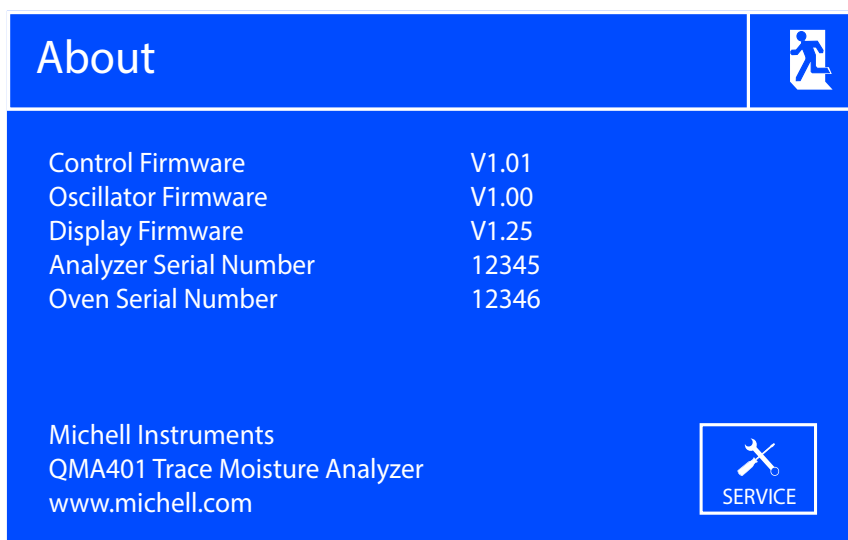 About
Control Firmware V1.01
Oscillator Firmware V1.00
Display Firmware V1.25
Analyzer Serial Number 12345
Oven Serial Number 12346
Michell Instruments
QMA401 Trace Moisture Analyzer
www.michell.com
SERVICE